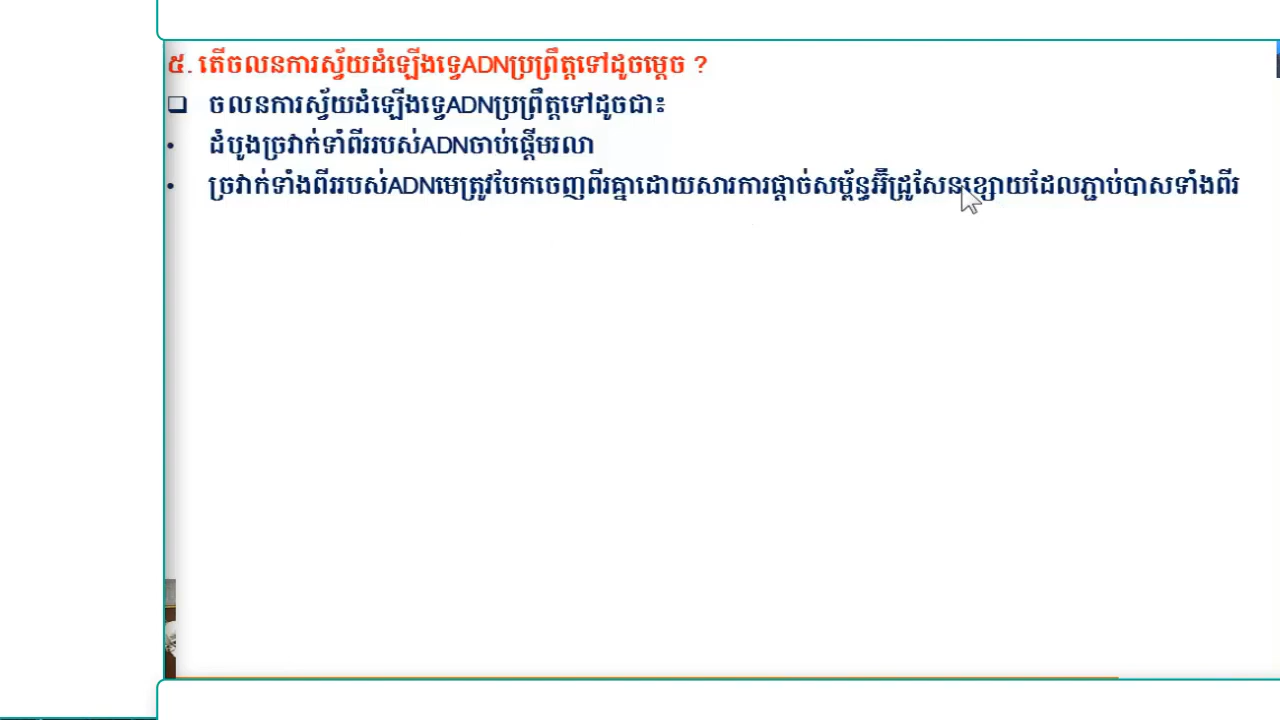 ៥. តើចលនការស្វ័យដំឡើងទ្វេADNប្រព្រឹត្តទៅដូចម្តេច ?
❑ ចលនការស្វ័យដំឡើងទ្វេADNប្រព្រឹត្តទៅដូចជា៖
• ដំបូងច្រវាក់ទាំពីររបស់ADNចាប់ផ្តើមរលា
• ច្រវាក់ទាំងពីររបស់ADNមេត្រូវបែកចេញពីរគ្នាដោយសារការផ្តាច់សម្ព័ន្ធអ៊ីដ្រូសែនខ្សោយដែលភ្ជាប់បាសទាំងពីរ